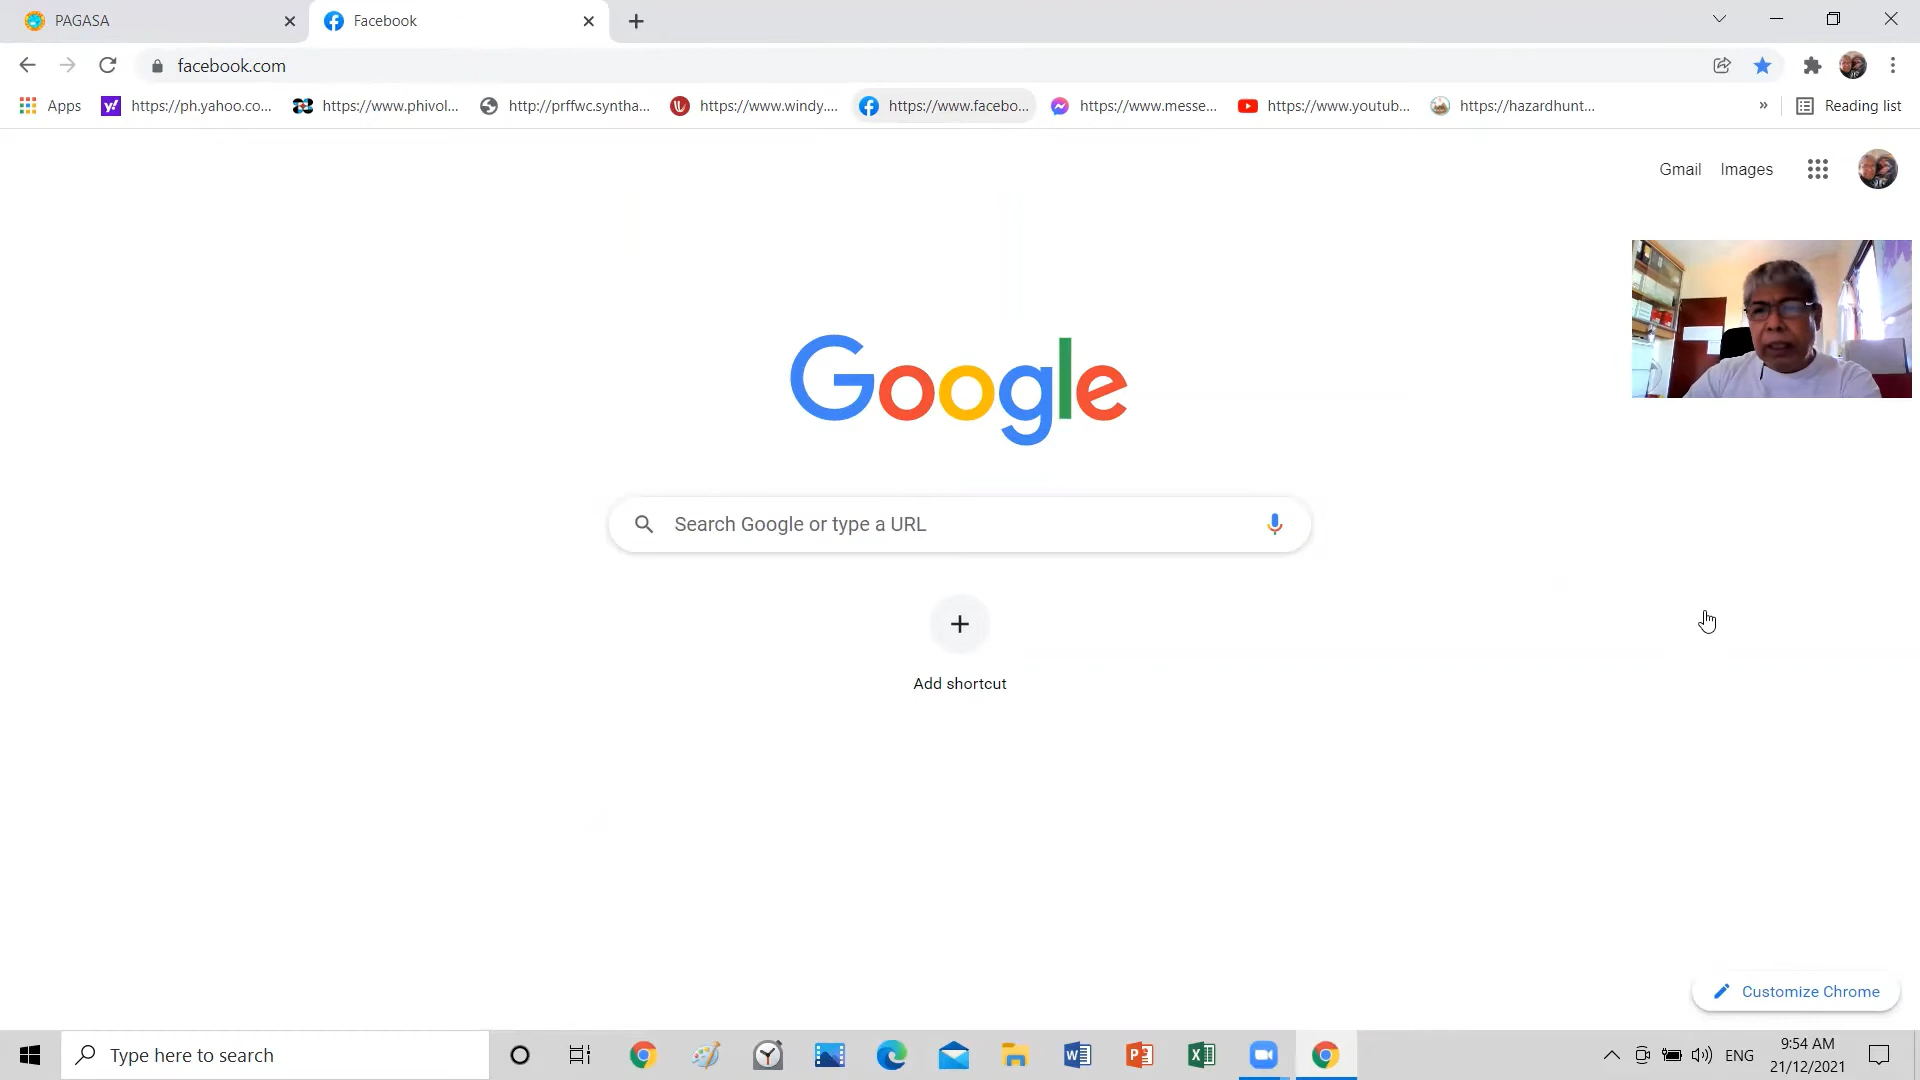 PAGASA
Facebook
facebook.com
Apps
https://ph.yahoo.co...
https://www.phivol...
http://prffwc.syntha...
https://www.windy....
https://www.facebo...
https://www.messe...
https://www.youtub...
https://hazardhunt...
»
Reading list
Gmail Images
Google
Search Google or type a URL
Add shortcut
Customize Chrome
Type here to search
ENG
9:54 AM
21/12/2021